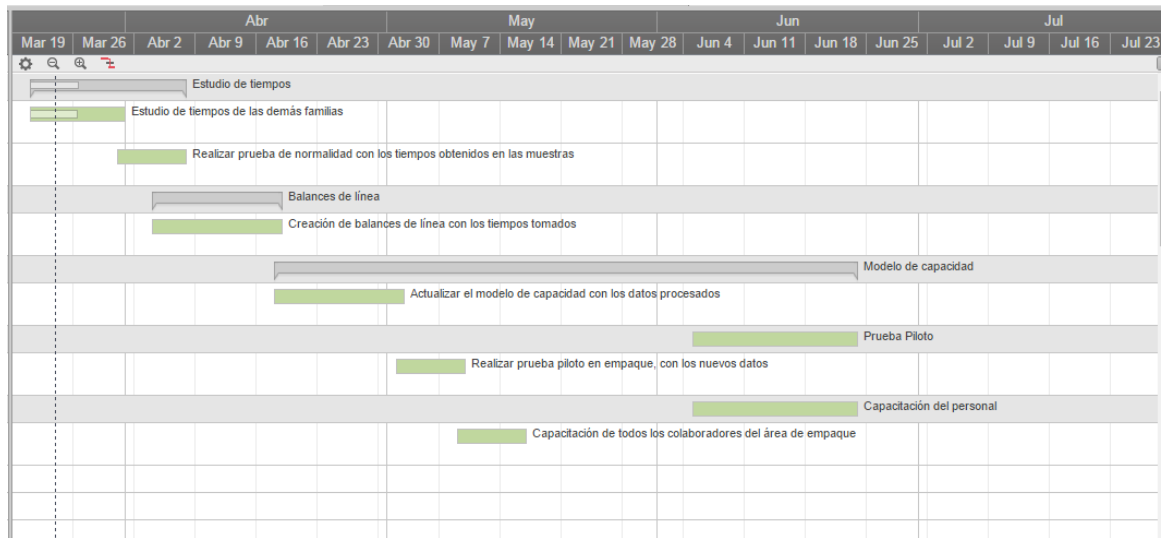 Abr May Jun Jul
Mar 19 Mar 26 Abr 2 Abr 9 Abr 16 Abr 23 Abr 30 May 7 May 14 May 21 May 28 Jun 4 Jun 11 Jun 18 Jun 25 Jul 2 Jul 9 Jul 16 Jul 23
Estudio de tiempos
Estudio de tiempos de las demás familias
Realizar prueba de normalidad con los tiempos obtenidos en las muestras
Balances de línea
Creación de balances de línea con los tiempos tomados
Modelo de capacidad
Actualizar el modelo de capacidad con los datos procesados
Prueba Piloto
Realizar prueba piloto en empaque, con los nuevos datos
Capacitación del personal
Capacitación de todos los colaboradores del área de empaque